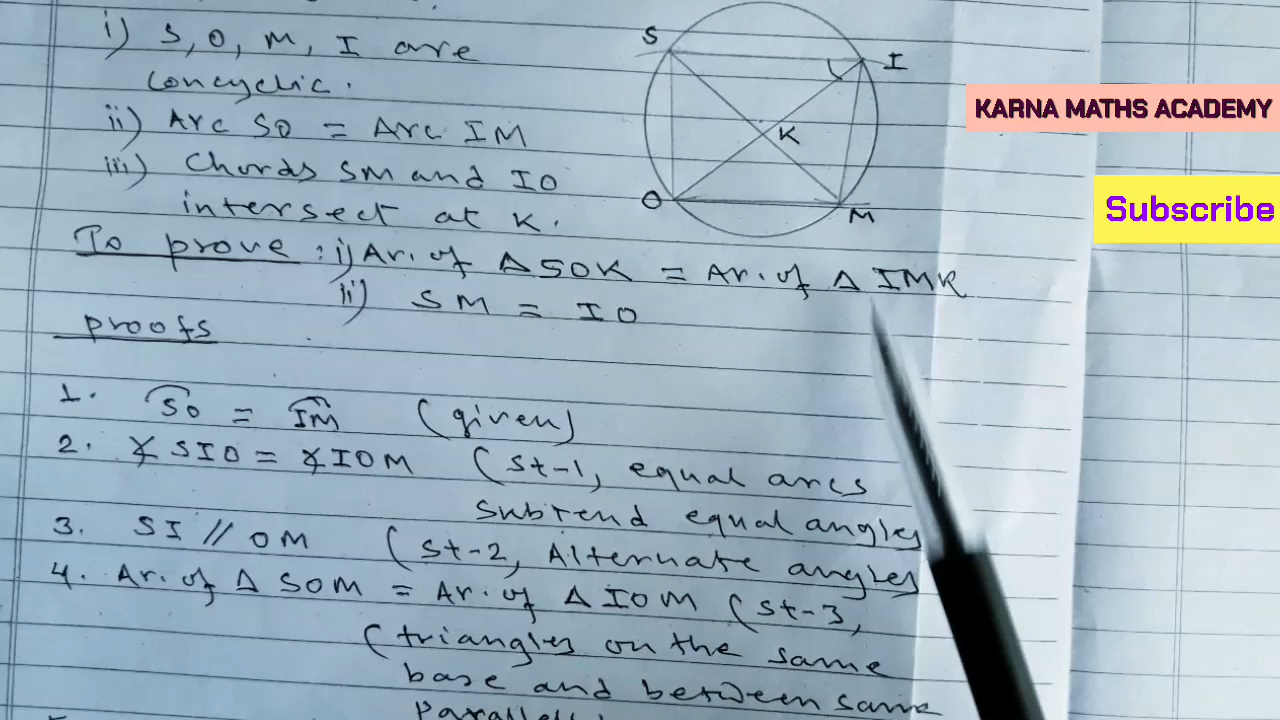 i) S, O, M, I are
concyclic.
ii) Arc SO = Arc IM
iii) Chords SM and IO
intersect at K.
To prove : i) Ar. of Δ SOK = Ar. of Δ IMK
ii) SM = IO
proofs
1. SO = IM (given)
2. ∡ SIO = ∡ IOM (st-1, equal arcs
subtend equal angles
3. SI // OM (st-2, Alternate angles
4. Ar. of Δ SOM = Ar. of Δ IOM (st-3,
(triangles on the same
base and between same
S
I
K
O
M
KARNA MATHS ACADEMY
Subscribe